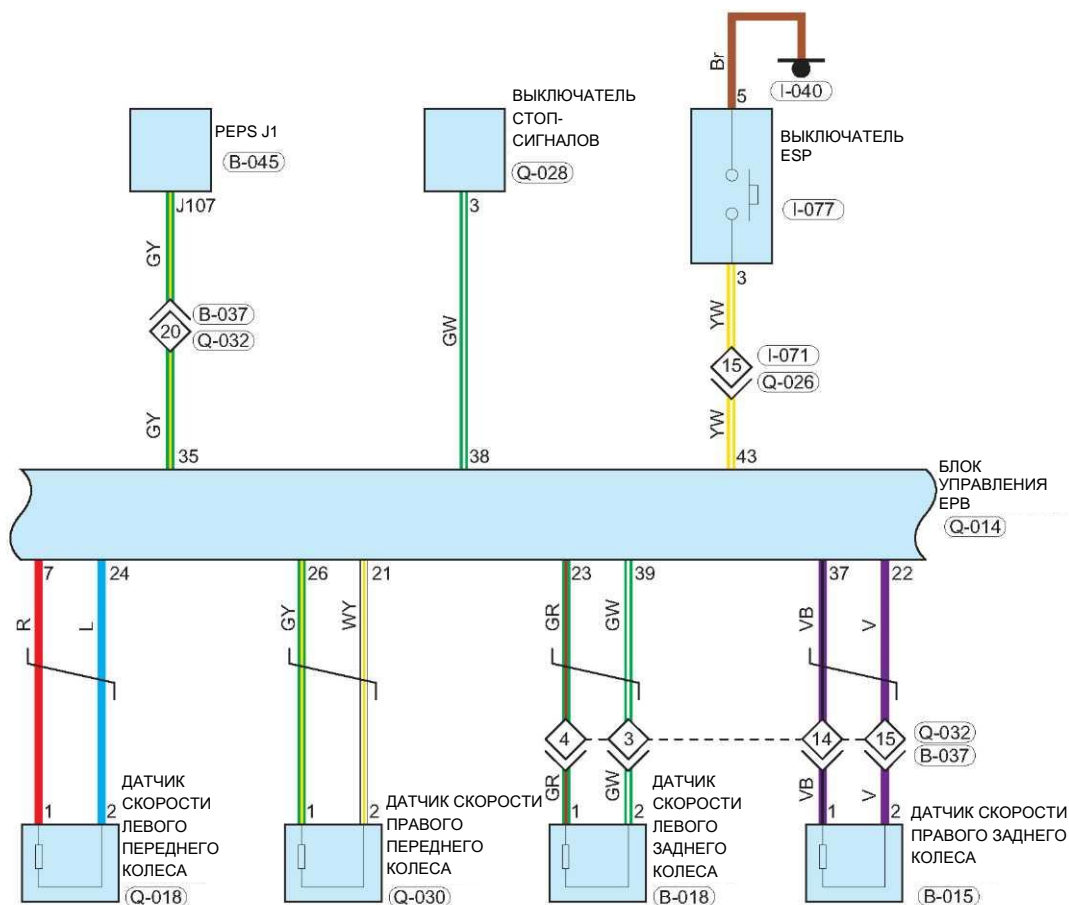 Br
I-040
5
PEPS J1
B-045
J107
ВЫКЛЮЧАТЕЛЬ
СТОП-
СИГНАЛОВ
Q-028
3
ВЫКЛЮЧАТЕЛЬ
ESP
I-077
3
GY
20
B-037
Q-032
GY
35
GW
38
YW
15
I-071
Q-026
YW
43
БЛОК
УПРАВЛЕНИЯ
EPB
Q-014
7
24
26
21
23
39
37
22
R
L
GY
WY
GR
GW
VB
V
4
3
14
15
Q-032
B-037
GR
GW
VB
V
1
2
ДАТЧИК
СКОРОСТИ
ЛЕВОГО
ПЕРЕДНЕГО
КОЛЕСА
Q-018
1
2
ДАТЧИК СКОРОСТИ
ПРАВОГО
ПЕРЕДНЕГО
КОЛЕСА
Q-030
1
2
ДАТЧИК
СКОРОСТИ
ЛЕВОГО
ЗАДНЕГО
КОЛЕСА
B-018
1
2
ДАТЧИК СКОРОСТИ
ПРАВОГО ЗАДНЕГО
КОЛЕСА
B-015